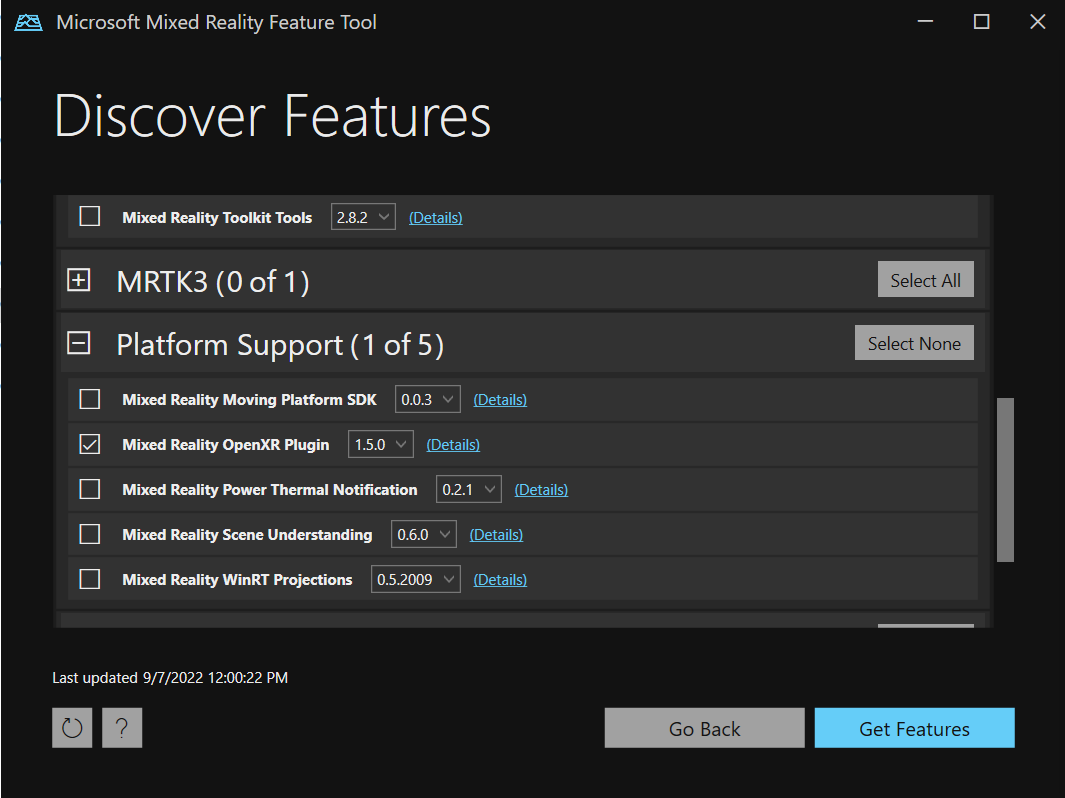 Microsoft Mixed Reality Feature Tool
Discover Features
Mixed Reality Toolkit Tools 2.8.2 (Details)
MRTK3 (0 of 1) Select All
Platform Support (1 of 5) Select None
Mixed Reality Moving Platform SDK 0.0.3 (Details)
Mixed Reality OpenXR Plugin 1.5.0 (Details)
Mixed Reality Power Thermal Notification 0.2.1 (Details)
Mixed Reality Scene Understanding 0.6.0 (Details)
Mixed Reality WinRT Projections 0.5.2009 (Details)
Last updated 9/7/2022 12:00:22 PM
? Go Back Get Features